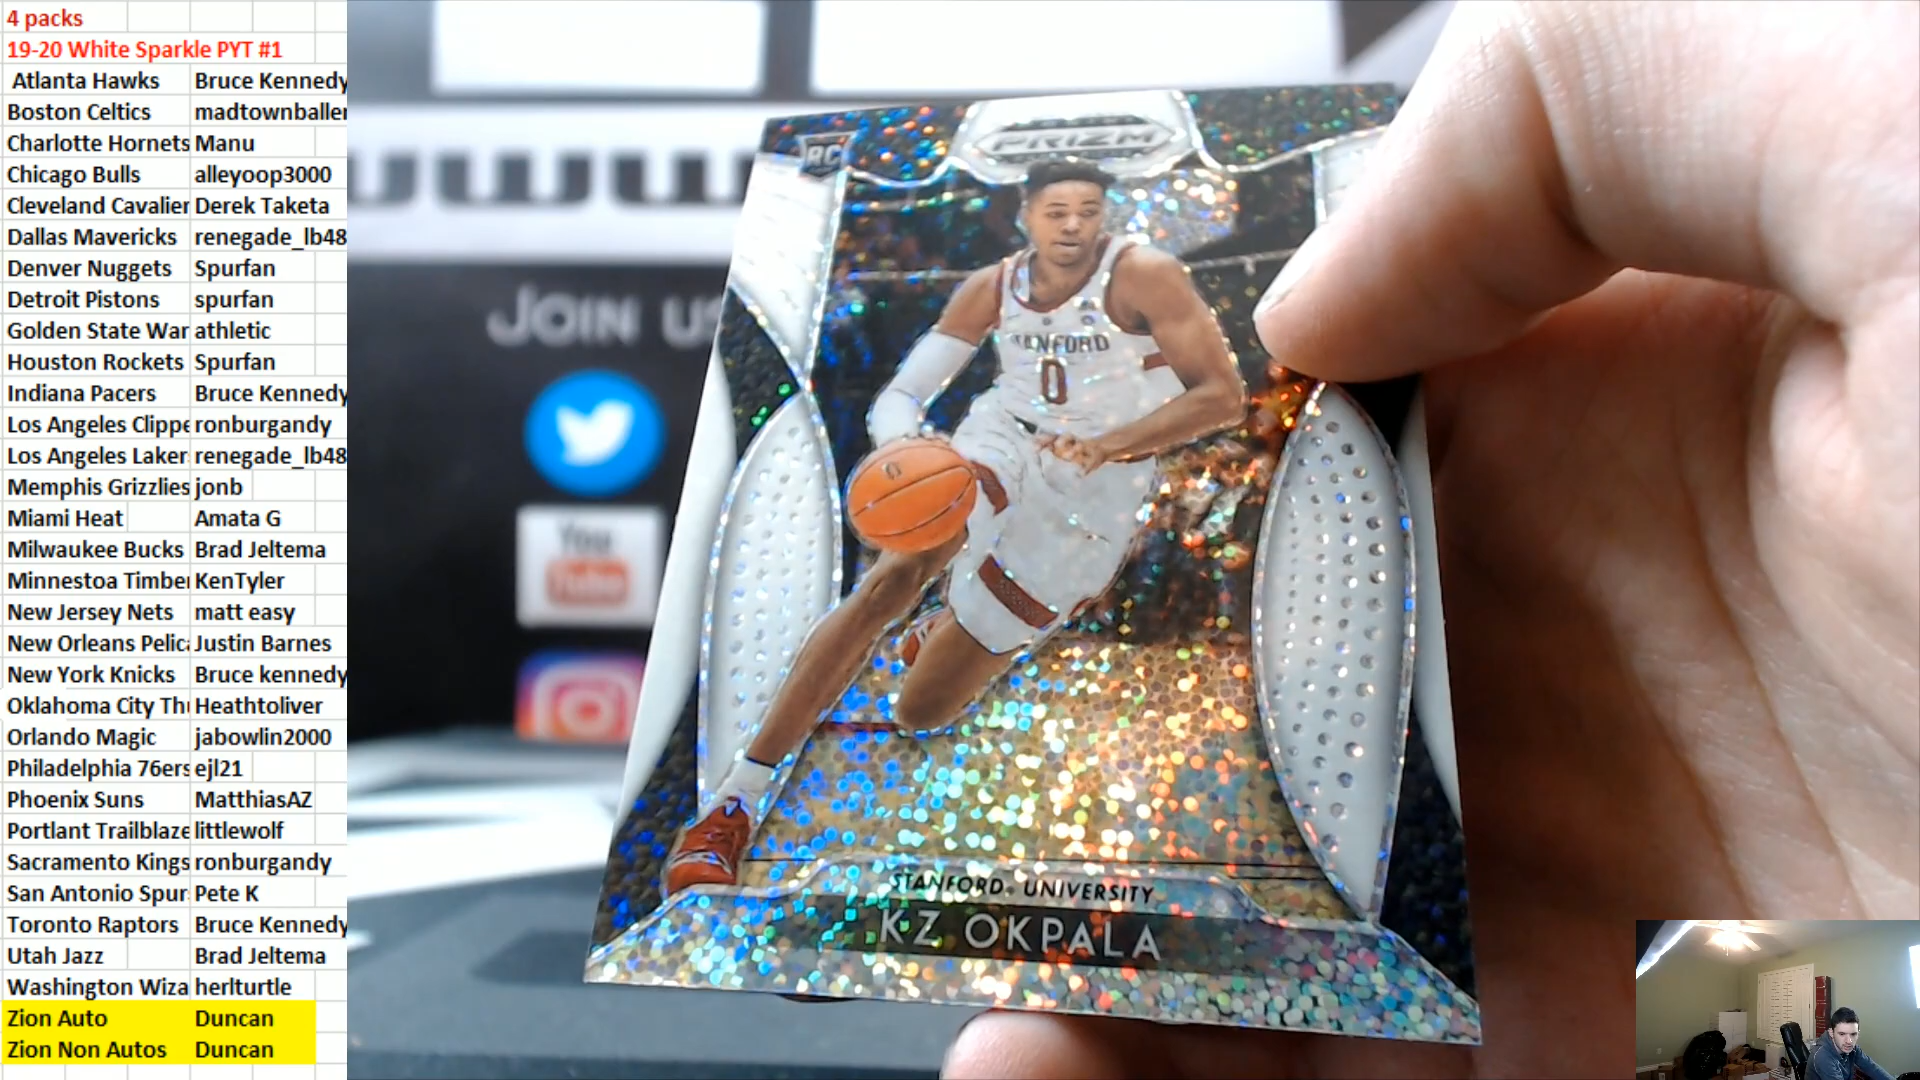 4 packs
19-20 White Sparkle PYT #1
Atlanta Hawks Bruce Kennedy
Boston Celtics madtownballer
Charlotte Hornets Manu
Chicago Bulls alleyoop3000
Cleveland Cavalier Derek Taketa
Dallas Mavericks renegade_lb48
Denver Nuggets Spurfan
Detroit Pistons spurfan
Golden State War athletic
Houston Rockets Spurfan
Indiana Pacers Bruce Kennedy
Los Angeles Clippe ronburgandy
Los Angeles Laker renegade_lb48
Memphis Grizzlies jonb
Miami Heat Amata G
Milwaukee Bucks Brad Jeltema
Minnestoa Timber KenTyler
New Jersey Nets matt easy
New Orleans Pelica Justin Barnes
New York Knicks Bruce kennedy
Oklahoma City Thu Heathtoliver
Orlando Magic jabowlin2000
Philadelphia 76ers ejl21
Phoenix Suns MatthiasAZ
Portlant Trailblaze littlewolf
Sacramento Kings ronburgandy
San Antonio Spur Pete K
Toronto Raptors Bruce Kennedy
Utah Jazz Brad Jeltema
Washington Wiza herlturtle
Zion Auto Duncan
Zion Non Autos Duncan
www
JOIN US
You
Tube
RC
PRIZM
STANFORD
0
STANFORD UNIVERSITY
KZ OKPALA